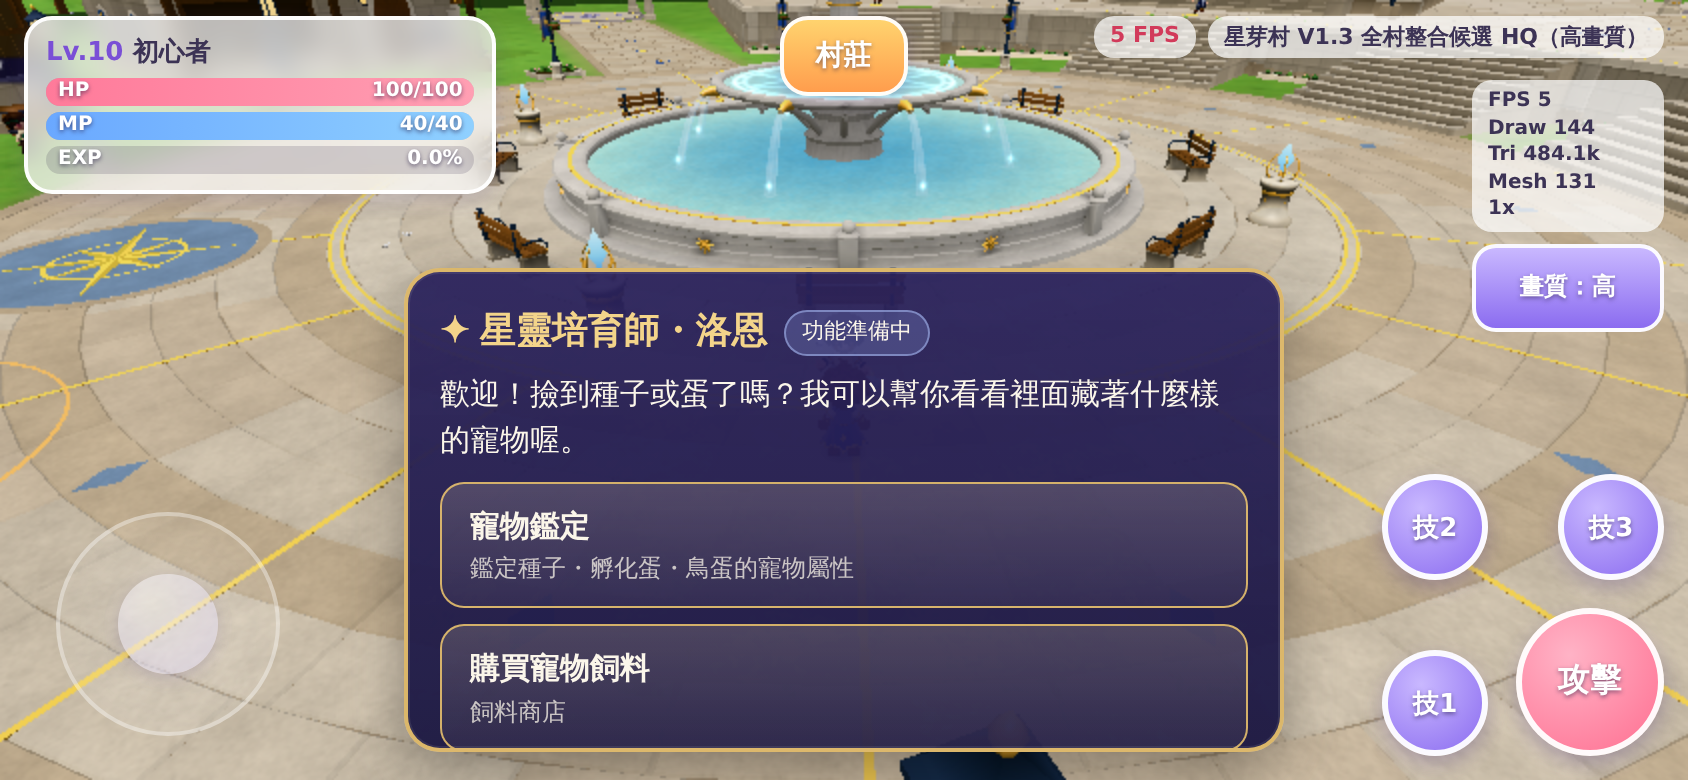 Lv.10 初心者
HP 100/100
MP 40/40
EXP 0.0%
村莊
5 FPS
星芽村 V1.3 全村整合候選 HQ（高畫質）
FPS 5
Draw 144
Tri 484.1k
Mesh 131
1x
畫質：高
✦ 星靈培育師・洛恩 功能準備中
歡迎！撿到種子或蛋了嗎？我可以幫你看看裡面藏著什麼樣
的寵物喔。
寵物鑑定
鑑定種子・孵化蛋・鳥蛋的寵物屬性
購買寵物飼料
飼料商店
技2
技3
技1
攻擊